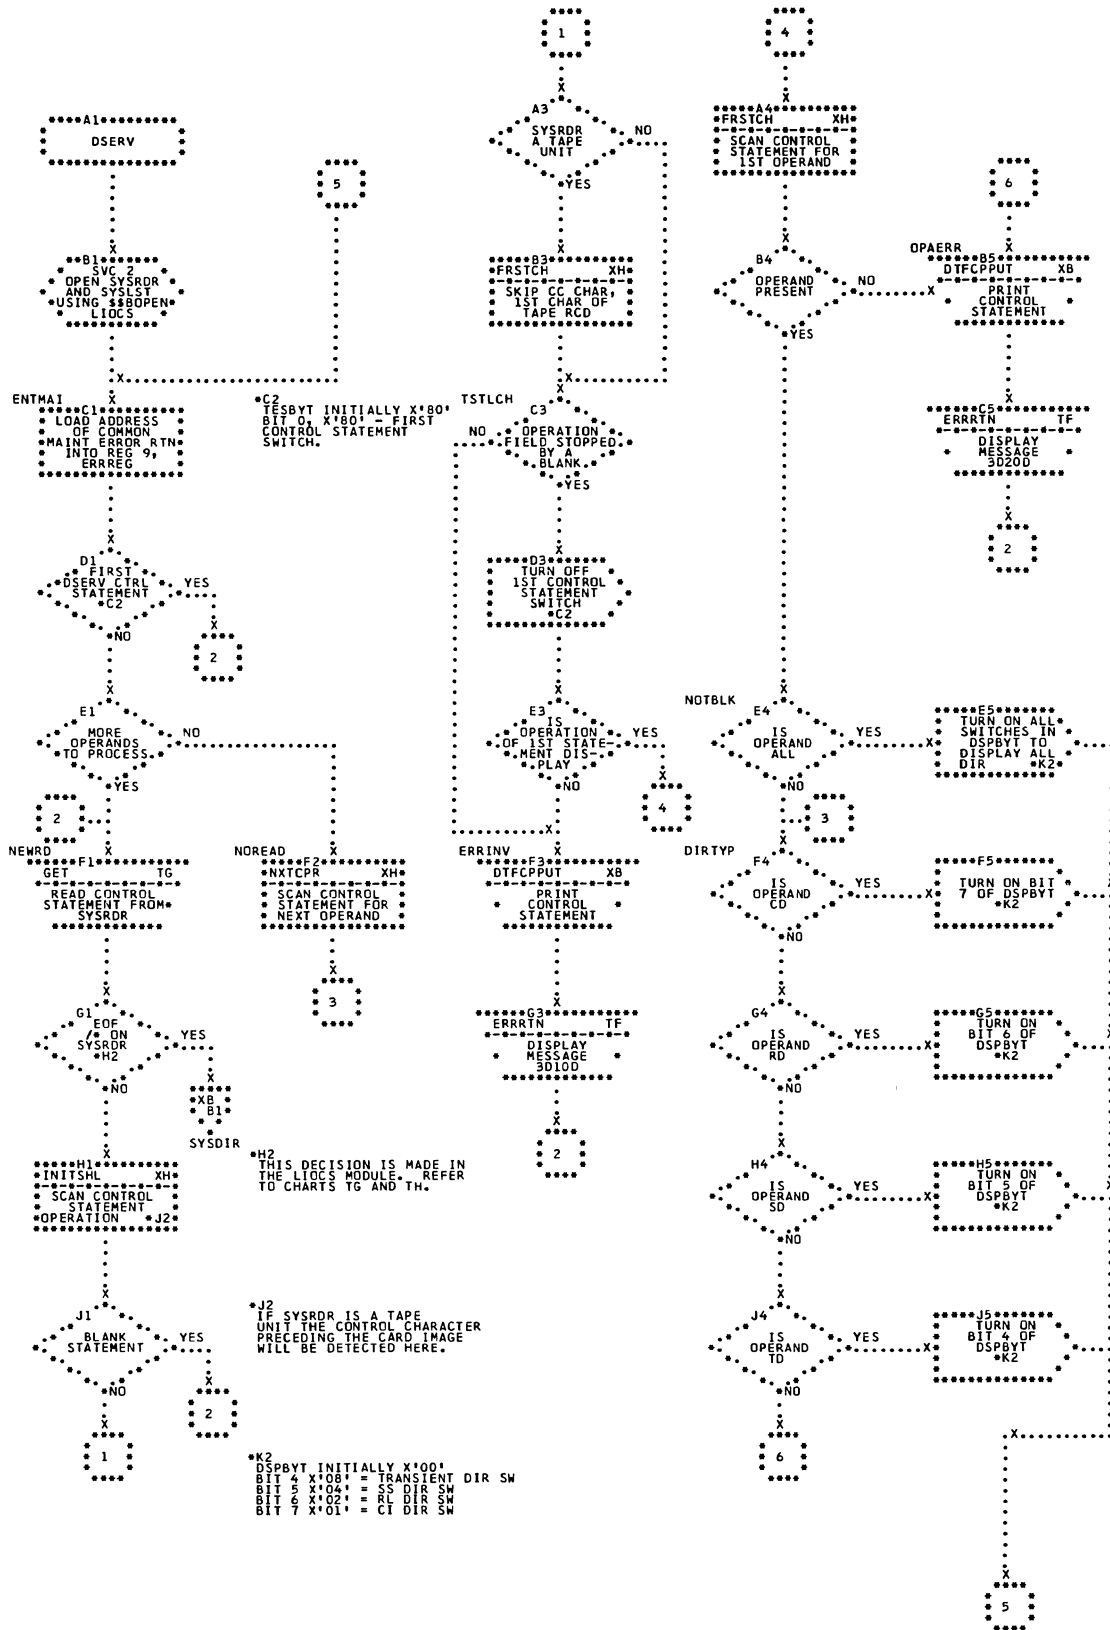 1
4
A1
DSERV
A3
SYSRDR
A TAPE
UNIT
NO
YES
A4
FRSTCH XH
SCAN CONTROL
STATEMENT FOR
1ST OPERAND
5
6
B1
SVC 2
OPEN SYSRDR
AND SYSLST
USING $$BOPEN
LIOCS
B3
FRSTCH XH
SKIP CC CHAR,
1ST CHAR OF
TAPE RCD
B4
OPERAND
PRESENT
NO
YES
OPAERR
B5
DTFCPPUT XB
PRINT
CONTROL
STATEMENT
ENTMAI
C1
LOAD ADDRESS
OF COMMON
MAINT ERROR RTN
INTO REG 9,
ERRREG
*C2
TESBYT INITIALLY X'80'
BIT 0, X'80' - FIRST
CONTROL STATEMENT
SWITCH.
TSTLCH
C3
OPERATION
FIELD STOPPED
BY A
BLANK
NO
YES
C5
ERRRTN TF
DISPLAY
MESSAGE
3D20D
2
D1
FIRST
DSERV CTRL
STATEMENT
*C2
YES
NO
2
D3
TURN OFF
1ST CONTROL
STATEMENT
SWITCH
*C2
E1
MORE
OPERANDS
TO PROCESS
NO
YES
E3
IS
OPERATION
OF 1ST STATE-
MENT DIS-
PLAY
YES
NO
4
NOTBLK
E4
IS
OPERAND
ALL
YES
NO
E5
TURN ON ALL
SWITCHES IN
DSPBYT TO
DISPLAY ALL
DIR *K2
2
3
NEWRD
F1
GET TG
READ CONTROL
STATEMENT FROM
SYSRDR
NOREAD
F2
NXTCPR XH
SCAN CONTROL
STATEMENT FOR
NEXT OPERAND
3
ERRINV
F3
DTFCPPUT XB
PRINT
CONTROL
STATEMENT
DIRTYP
F4
IS
OPERAND
CD
YES
NO
F5
TURN ON BIT
7 OF DSPBYT
*K2
G1
EOF
/* ON
SYSRDR
*H2
YES
NO
XB
B1
SYSDIR
G3
ERRRTN TF
DISPLAY
MESSAGE
3D10D
2
G4
IS
OPERAND
RD
YES
NO
G5
TURN ON
BIT 6 OF
DSPBYT
*K2
H1
INITSHL XH
SCAN CONTROL
STATEMENT
OPERATION *J2
*H2
THIS DECISION IS MADE IN
THE LIOCS MODULE. REFER
TO CHARTS TG AND TH.
H4
IS
OPERAND
SD
YES
NO
H5
TURN ON
BIT 5 OF
DSPBYT
*K2
J1
BLANK
STATEMENT
YES
NO
2
1
*J2
IF SYSRDR IS A TAPE
UNIT THE CONTROL CHARACTER
PRECEDING THE CARD IMAGE
WILL BE DETECTED HERE.
J4
IS
OPERAND
TD
YES
NO
6
J5
TURN ON
BIT 4 OF
DSPBYT
*K2
*K2
DSPBYT INITIALLY X'00'
BIT 4 X'08' = TRANSIENT DIR SW
BIT 5 X'04' = SS DIR SW
BIT 6 X'02' = RL DIR SW
BIT 7 X'01' = CI DIR SW
5